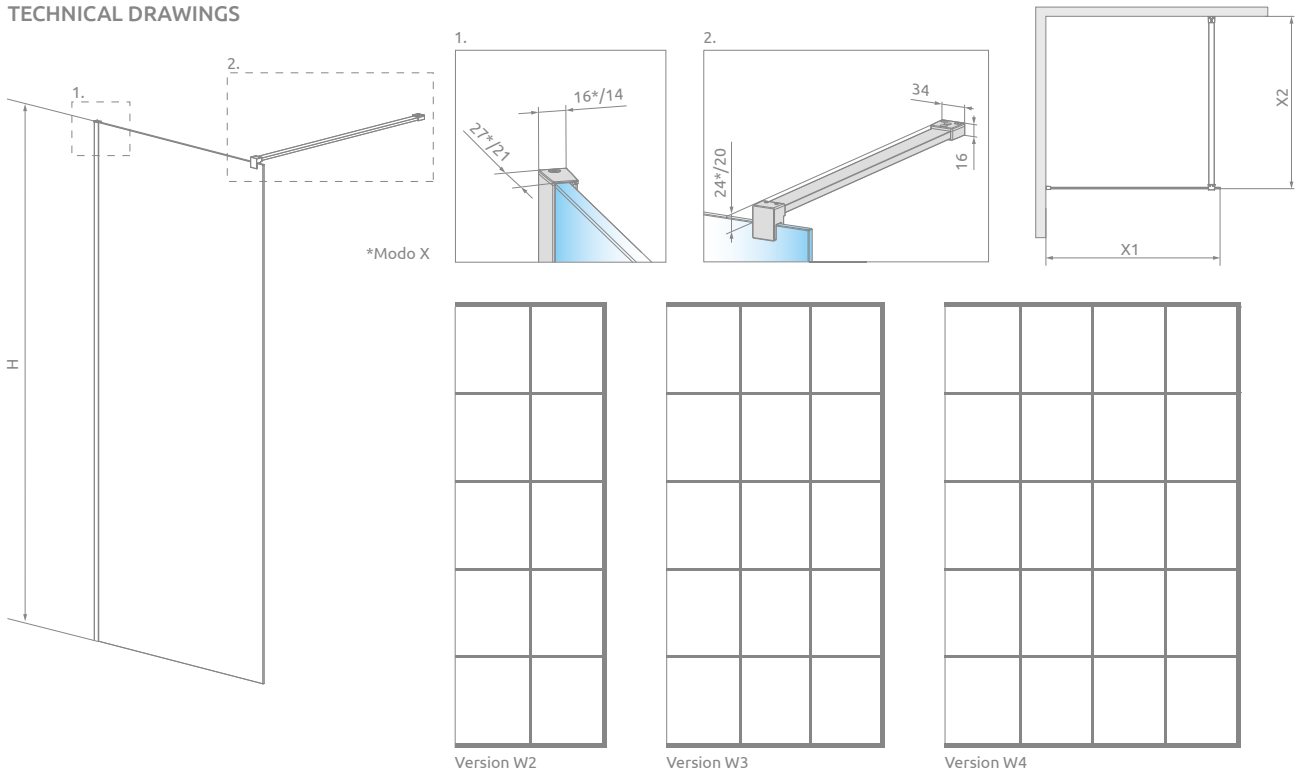 TECHNICAL DRAWINGS
1.
2.
H
*Modo X
1.
16*/14
27*/21
2.
34
24*/20
16
X2
X1
Version W2
Version W3
Version W4